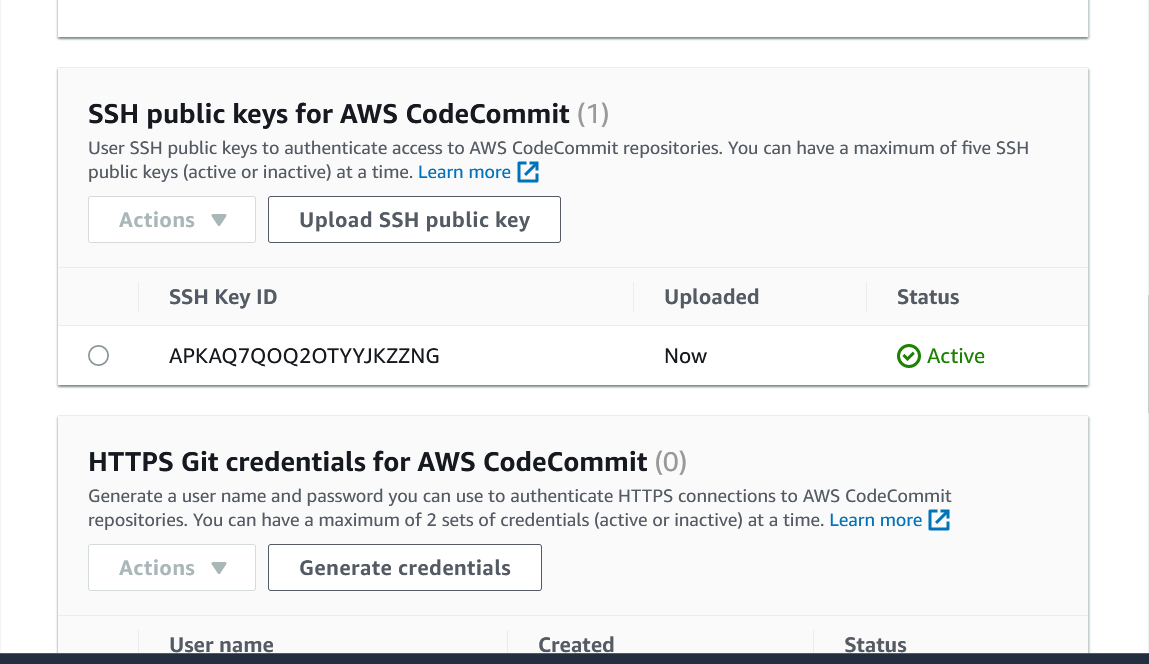 SSH public keys for AWS CodeCommit (1)
User SSH public keys to authenticate access to AWS CodeCommit repositories. You can have a maximum of five SSH
public keys (active or inactive) at a time. Learn more
Actions Upload SSH public key
SSH Key ID Uploaded Status
APKAQ7QOQ2OTYYJKZZNG Now Active
HTTPS Git credentials for AWS CodeCommit (0)
Generate a user name and password you can use to authenticate HTTPS connections to AWS CodeCommit
repositories. You can have a maximum of 2 sets of credentials (active or inactive) at a time. Learn more
Actions Generate credentials
User name Created Status